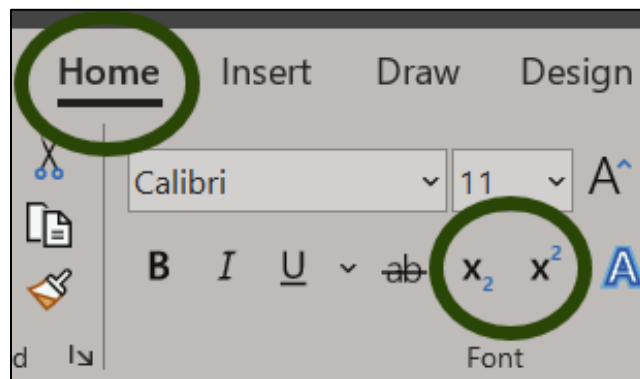 Home Insert Draw Design
Calibri 11 A^
B I U ab x₂ x² A
d Font